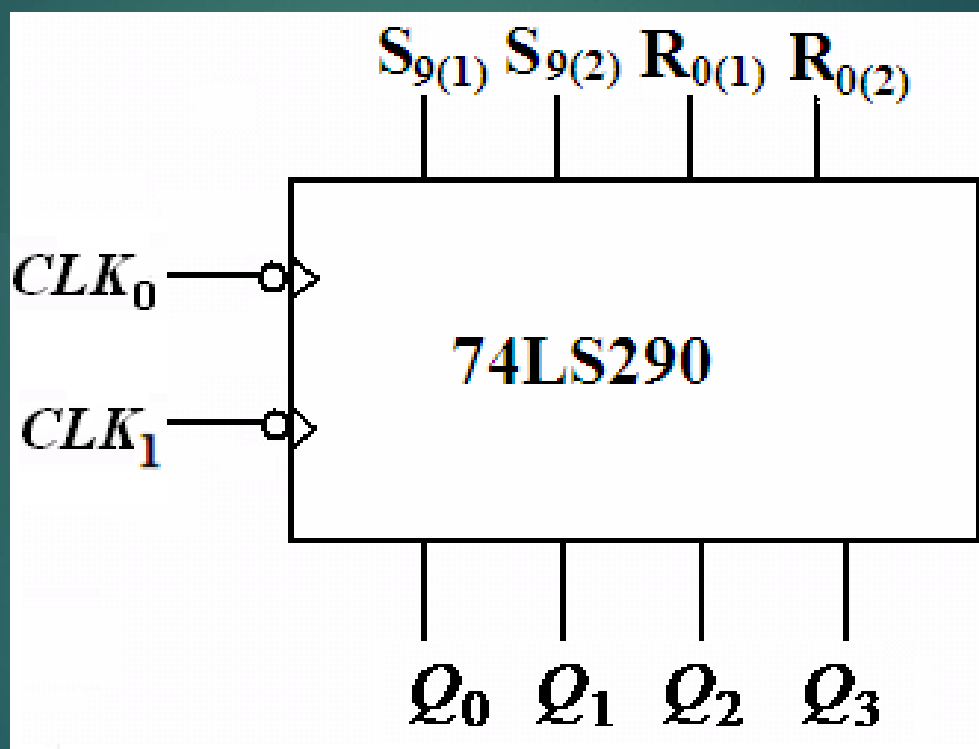 S9(1) S9(2) R0(1) R0(2)
CLK0
74LS290
CLK1
Q0 Q1 Q2 Q3